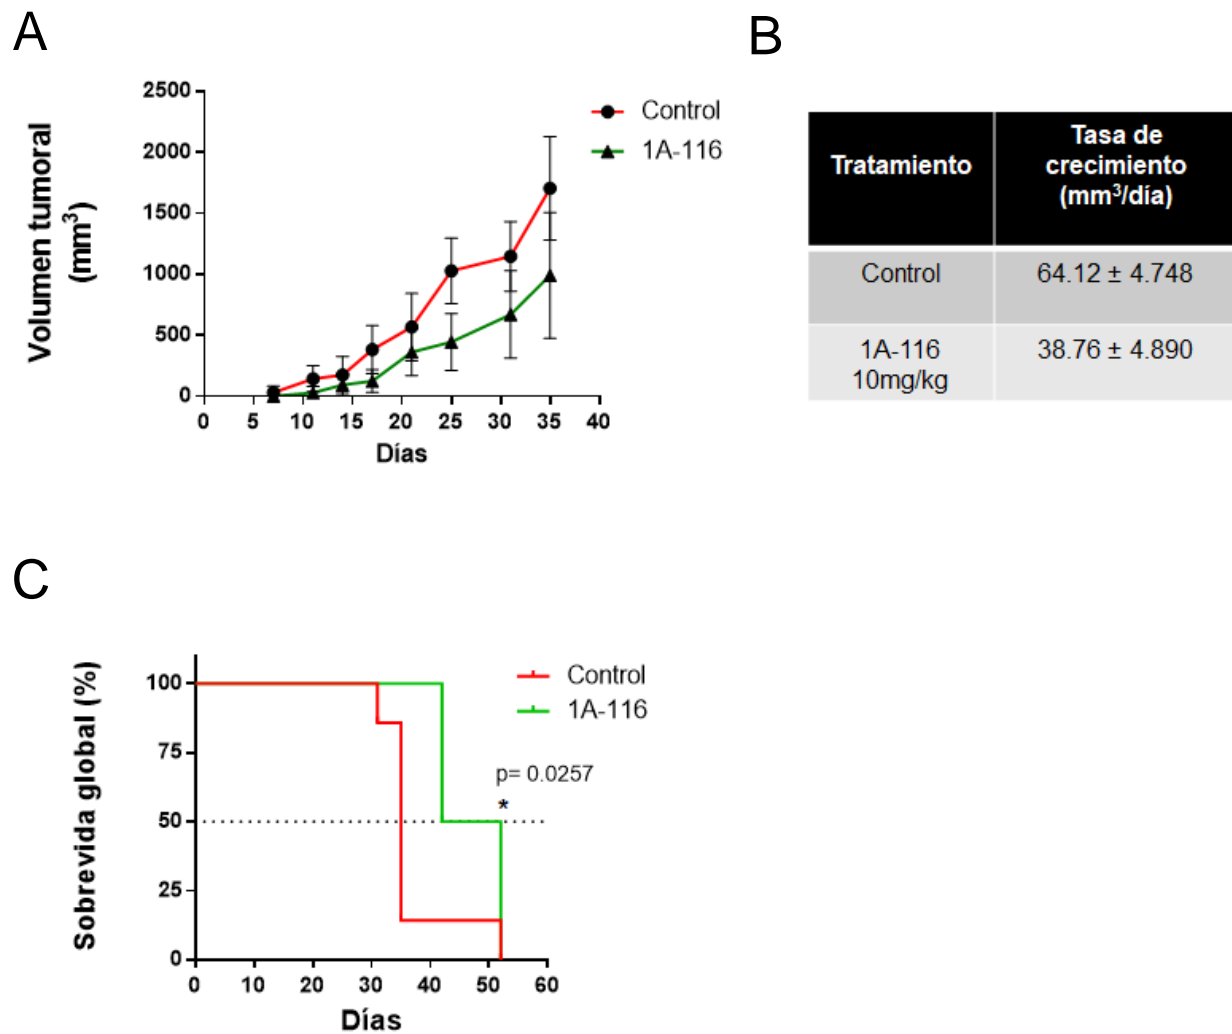 A
Volumen tumoral
(mm³)
2500
2000
1500
1000
500
0
0 5 10 15 20 25 30 35 40
Días
Control
1A-116
B
Tratamiento
Tasa de
crecimiento
(mm³/día)
Control
64.12 ± 4.748
1A-116
10mg/kg
38.76 ± 4.890
C
Sobrevida global (%)
100
75
50
25
0
0 10 20 30 40 50 60
Días
Control
1A-116
p= 0.0257
*